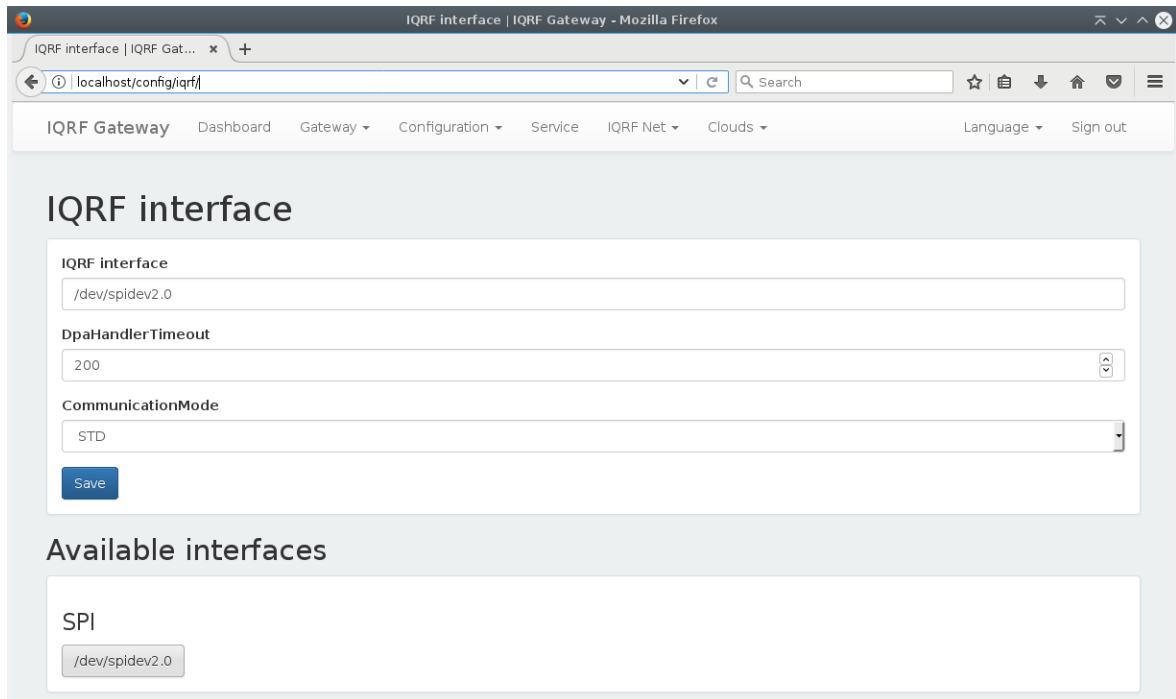 IQRF interface | IQRF Gateway - Mozilla Firefox
IQRF interface | IQRF Gat...
localhost/config/iqrf/
Search
IQRF Gateway Dashboard Gateway Configuration Service IQRF Net Clouds Language Sign out
IQRF interface
IQRF interface
/dev/spidev2.0
DpaHandlerTimeout
200
CommunicationMode
STD
Save
Available interfaces
SPI
/dev/spidev2.0